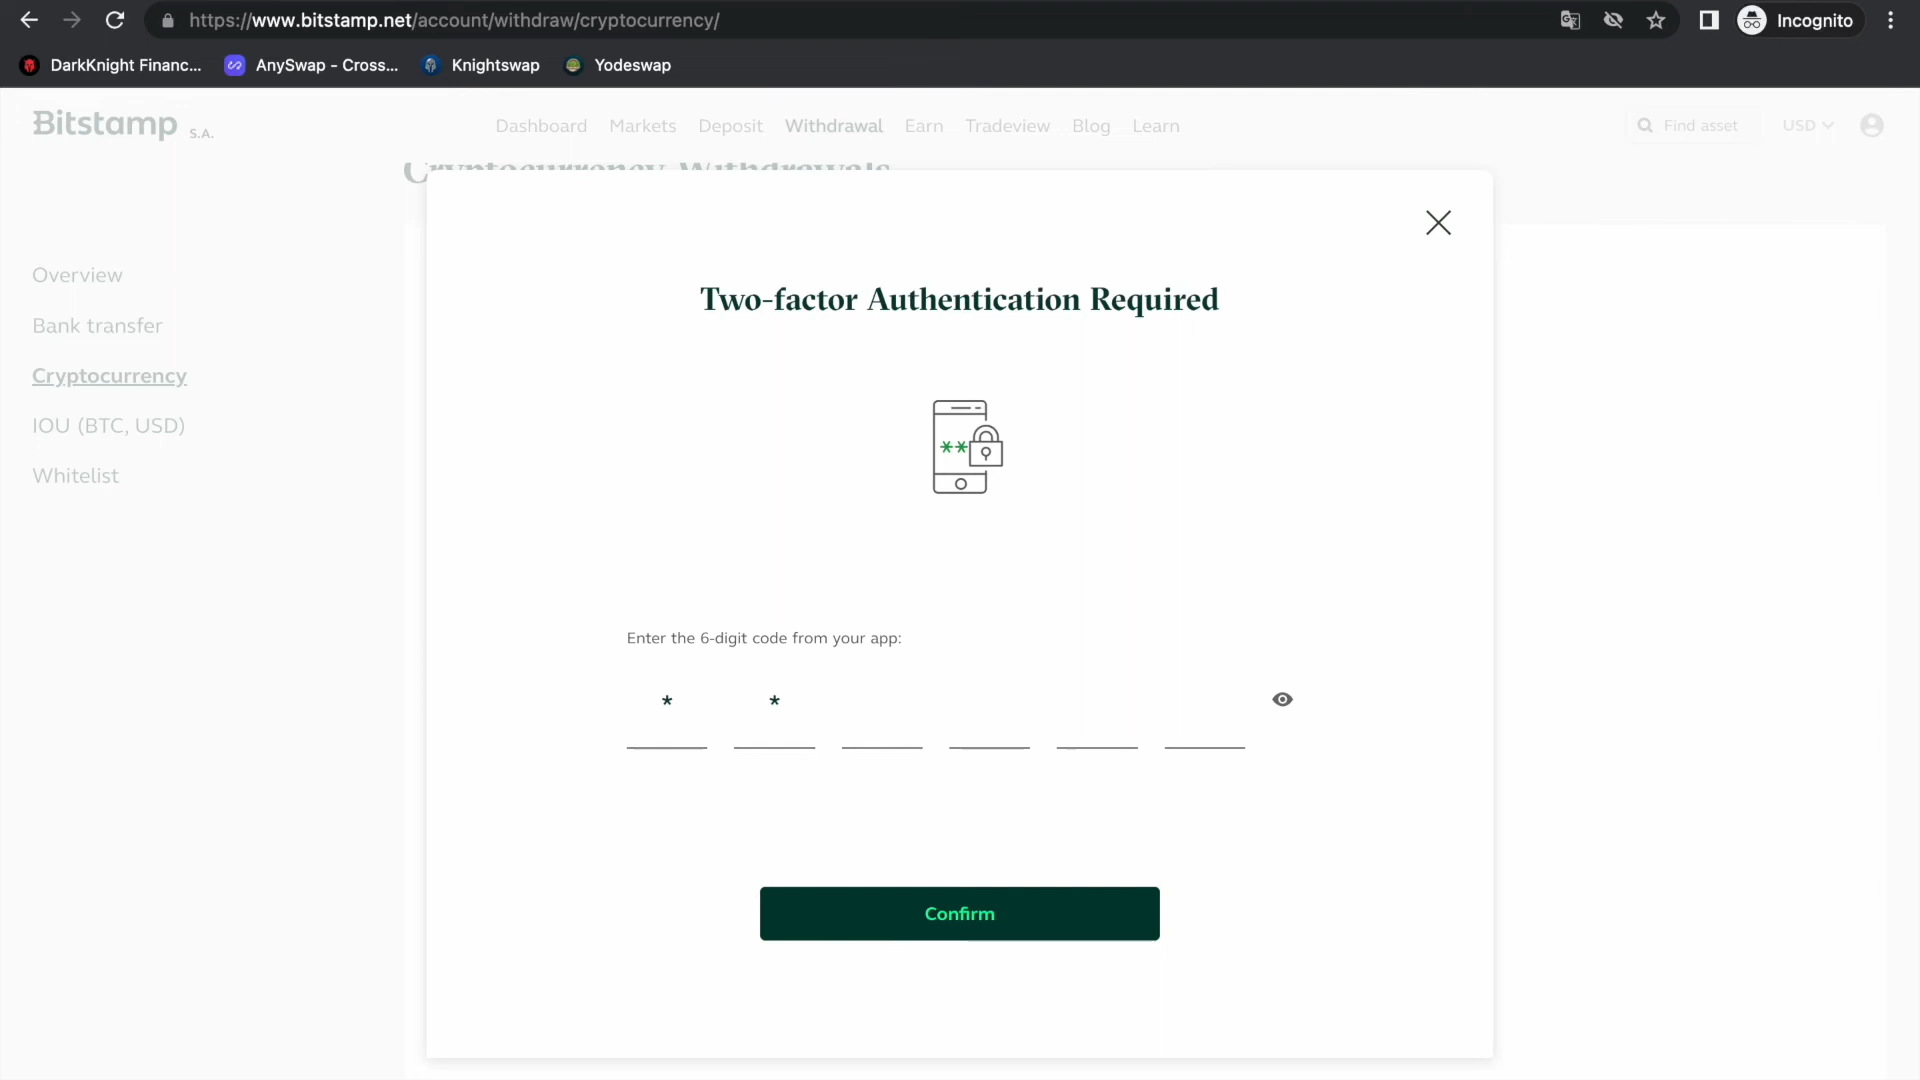 https://www.bitstamp.net/account/withdraw/cryptocurrency/
Incognito
DarkKnight Financ...
AnySwap - Cross...
Knightswap
Yodeswap
Bitstamp S.A.
Dashboard
Markets
Deposit
Withdrawal
Earn
Tradeview
Blog
Learn
Find asset
USD
Cryptocurrency Withdrawals
Overview
Bank transfer
Cryptocurrency
IOU (BTC, USD)
Whitelist
Two-factor Authentication Required
**
Enter the 6-digit code from your app:
* *
Confirm